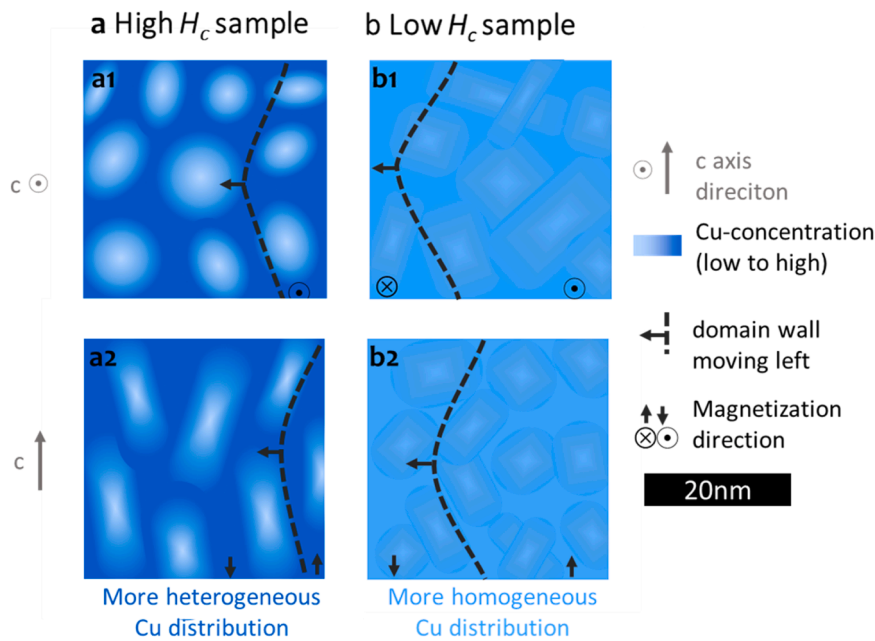 a High Hc sample
b Low Hc sample
a1
b1
c
c axis
direciton
Cu-concentration
(low to high)
domain wall
moving left
a2
b2
c
Magnetization
direction
20nm
More heterogeneous
Cu distribution
More homogeneous
Cu distribution